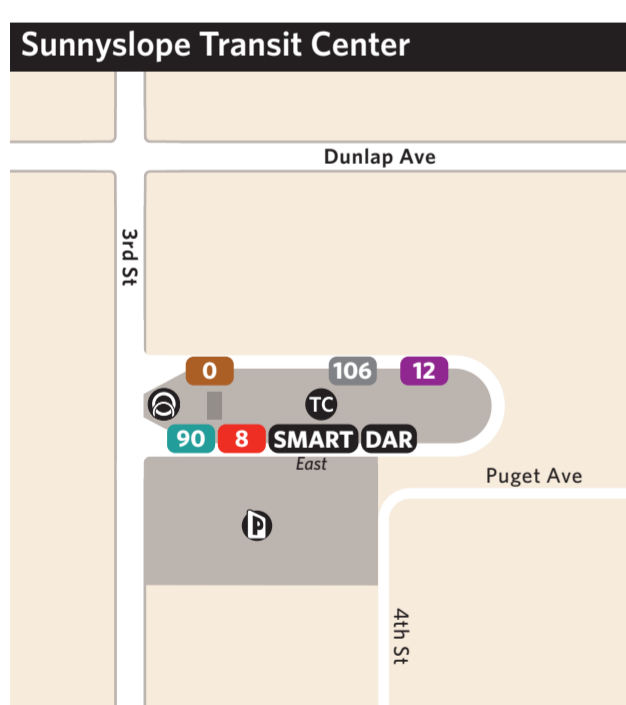 Sunnyslope Transit Center
Dunlap Ave
3rd St
0
106
12
TC
90
8
SMART
DAR
East
Puget Ave
P
4th St